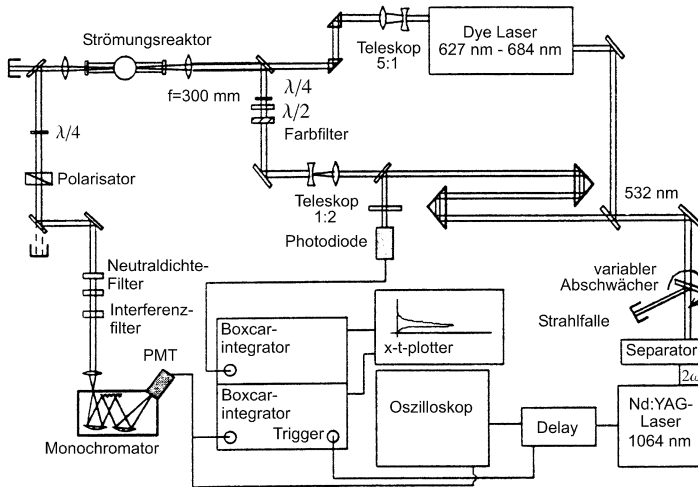 Strömungsreaktor
Teleskop
5:1
Dye Laser
627 nm - 684 nm
f=300 mm
λ/4
λ/2
Farbfilter
λ/4
Polarisator
Teleskop
1:2
Photodiode
532 nm
Neutraldichte-
Filter
Interferenz-
filter
variabler
Abschwächer
Strahlfalle
PMT
Boxcar-
integrator
x-t-plotter
Separator
2ω
Boxcar-
integrator
Trigger
Oszilloskop
Delay
Nd:YAG-
Laser
1064 nm
Monochromator